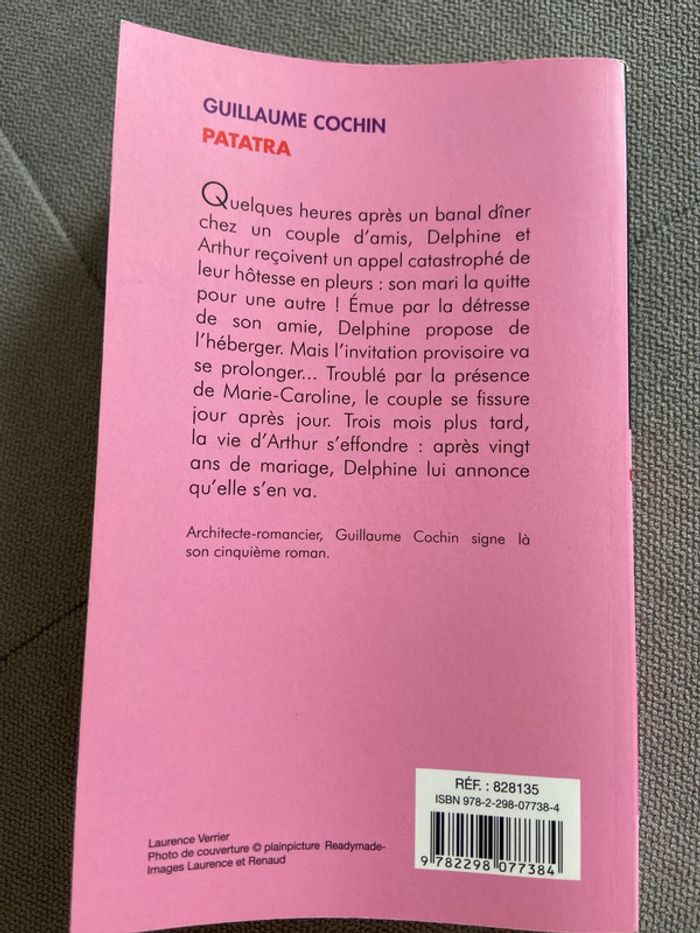 GUILLAUME COCHIN
PATATRA
Quelques heures après un banal dîner
chez un couple d'amis, Delphine et
Arthur reçoivent un appel catastrophé de
leur hôtesse en pleurs : son mari la quitte
pour une autre ! Émue par la détresse
de son amie, Delphine propose de
l'héberger. Mais l'invitation provisoire va
se prolonger... Troublé par la présence
de Marie-Caroline, le couple se fissure
jour après jour. Trois mois plus tard,
la vie d'Arthur s'effondre : après vingt
ans de mariage, Delphine lui annonce
qu'elle s'en va.
Architecte-romancier, Guillaume Cochin signe là
son cinquième roman.
RÉF. : 828135
ISBN 978-2-298-07738-4
9 782298 077384
Laurence Verrier
Photo de couverture © plainpicture Readymade-
Images Laurence et Renaud